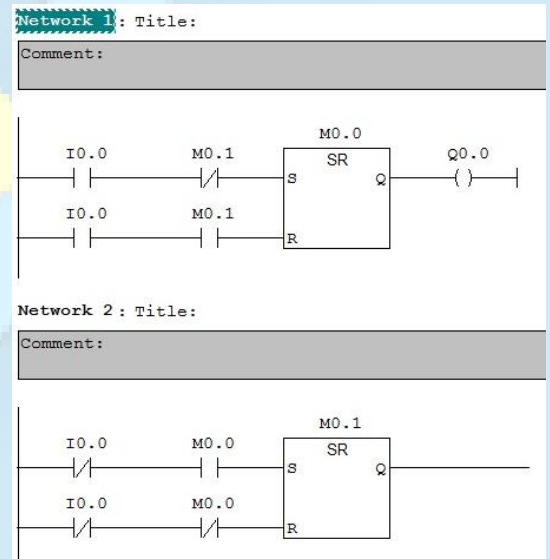 Network 1: Title:
Comment:
M0.0
I0.0 M0.1 SR Q0.0
S Q
I0.0 M0.1
R
Network 2: Title:
Comment:
M0.1
I0.0 M0.0 SR
S Q
I0.0 M0.0
R